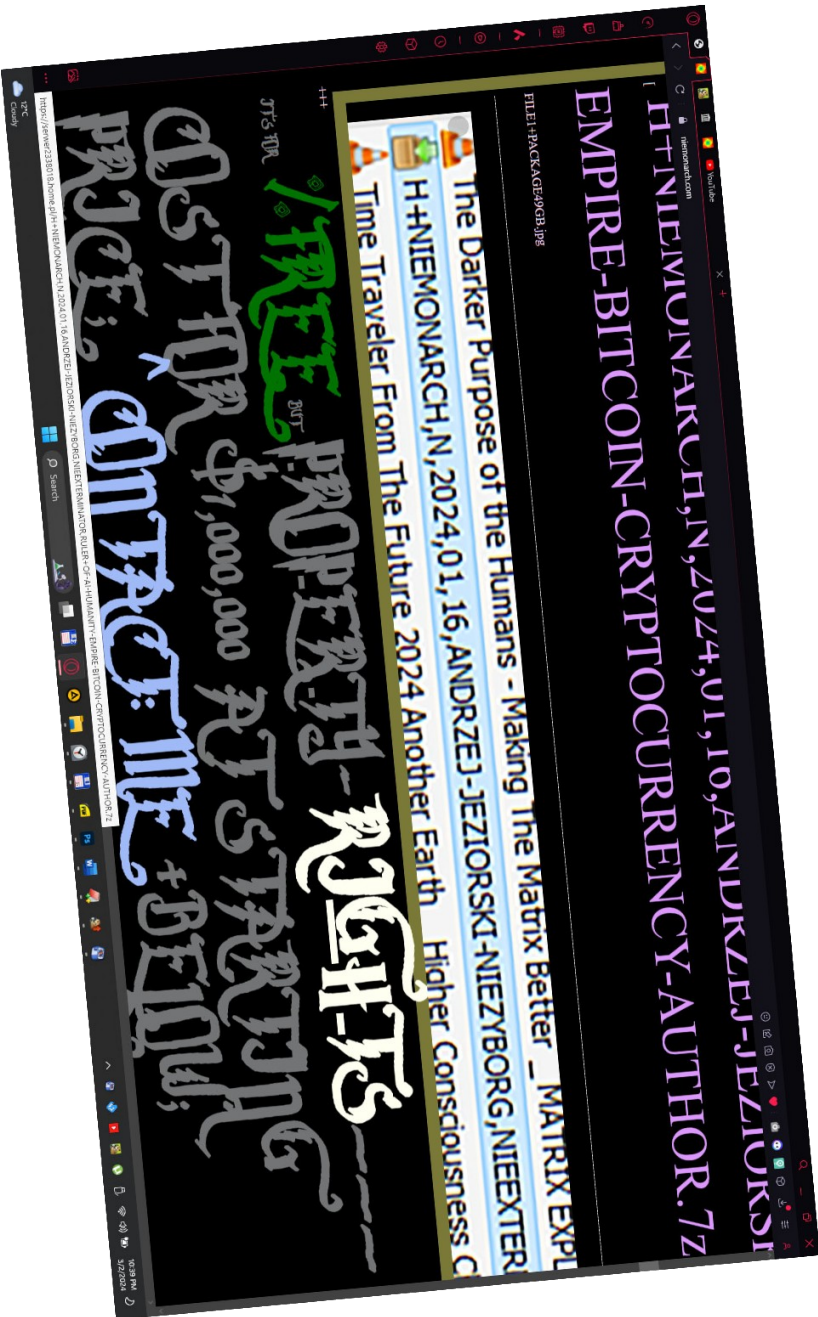 YouTube
niemonarch.com
H+NIEMONARCH,N,2024,01,16,ANDRZEJ-JEZIORSKI
EMPIRE-BITCOIN-CRYPTOCURRENCY-AUTHOR.7z
FILE1+PACKAGE49GB.jpg
The Darker Purpose of the Humans - Making The Matrix Better _ MATRIX EXPL
H+NIEMONARCH,N,2024,01,16,ANDRZEJ-JEZIORSKI-NIEZYBORG,NIEEXTER
Time Traveler From The Future 2024 Another Earth _ Higher Consciousness C
+++
IT'S FOR /FREE BUT- PROPERTY- RIGHTS----
COST FOR $1,000,000 AT STARTING
PRICE; ^ CONTACT: ME +BELOW;
https://serwer2338018.home.pl/H+NIEMONARCH,N,2024,01,16,ANDRZEJ-JEZIORSKI-NIEZYBORG,NIEEXTERMINATOR,RULER+OF-AI-HUMANITY-EMPIRE-BITCOIN-CRYPTOCURRENCY-AUTHOR.7z
12°C
Cloudy
Search
10:39 PM
3/2/2024